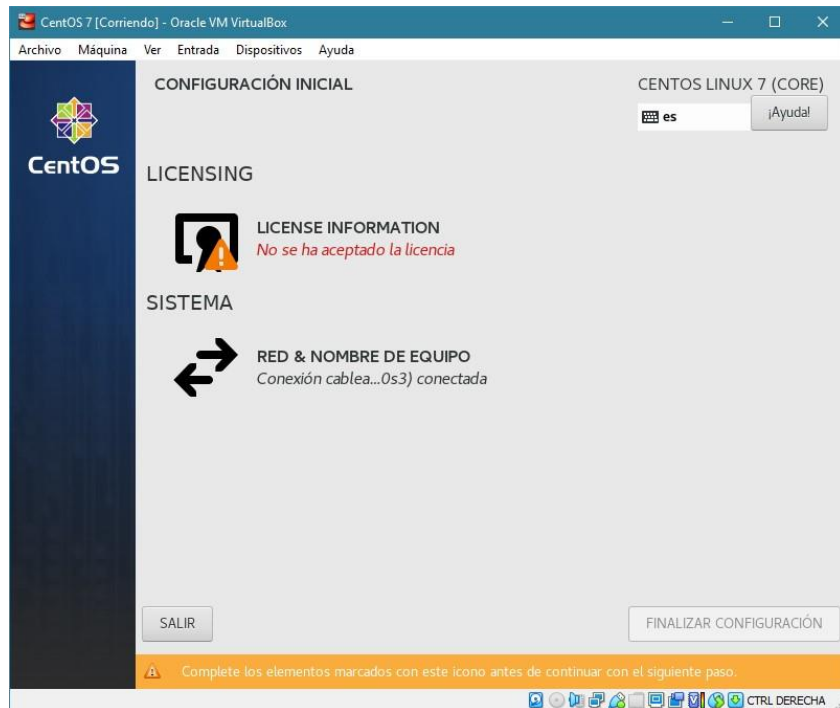 CentOS 7 [Corriendo] - Oracle VM VirtualBox
Archivo Máquina Ver Entrada Dispositivos Ayuda
CONFIGURACIÓN INICIAL
CENTOS LINUX 7 (CORE)
es
¡Ayuda!
CentOS
LICENSING
LICENSE INFORMATION
No se ha aceptado la licencia
SISTEMA
RED & NOMBRE DE EQUIPO
Conexión cablea...0s3) conectada
SALIR
FINALIZAR CONFIGURACIÓN
Complete los elementos marcados con este icono antes de continuar con el siguiente paso.
CTRL DERECHA